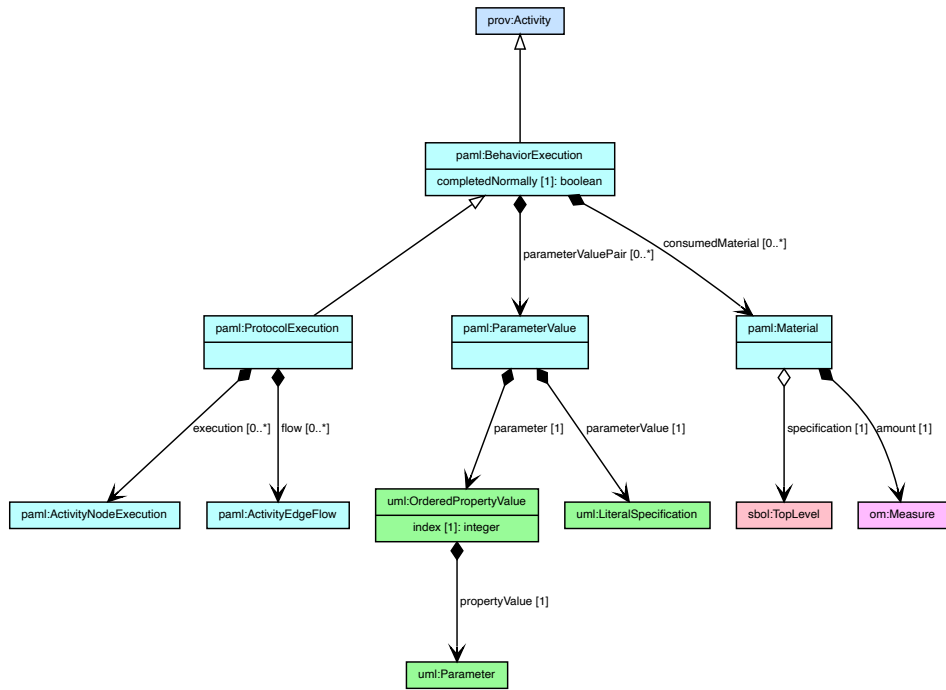 prov:Activity
paml:BehaviorExecution
completedNormally [1]: boolean
consumedMaterial [0..*]
parameterValuePair [0..*]
paml:ProtocolExecution
paml:ParameterValue
paml:Material
execution [0..*]
flow [0..*]
parameter [1]
parameterValue [1]
specification [1]
amount [1]
paml:ActivityNodeExecution
paml:ActivityEdgeFlow
uml:OrderedPropertyValue
index [1]: integer
uml:LiteralSpecification
sbol:TopLevel
om:Measure
propertyValue [1]
uml:Parameter